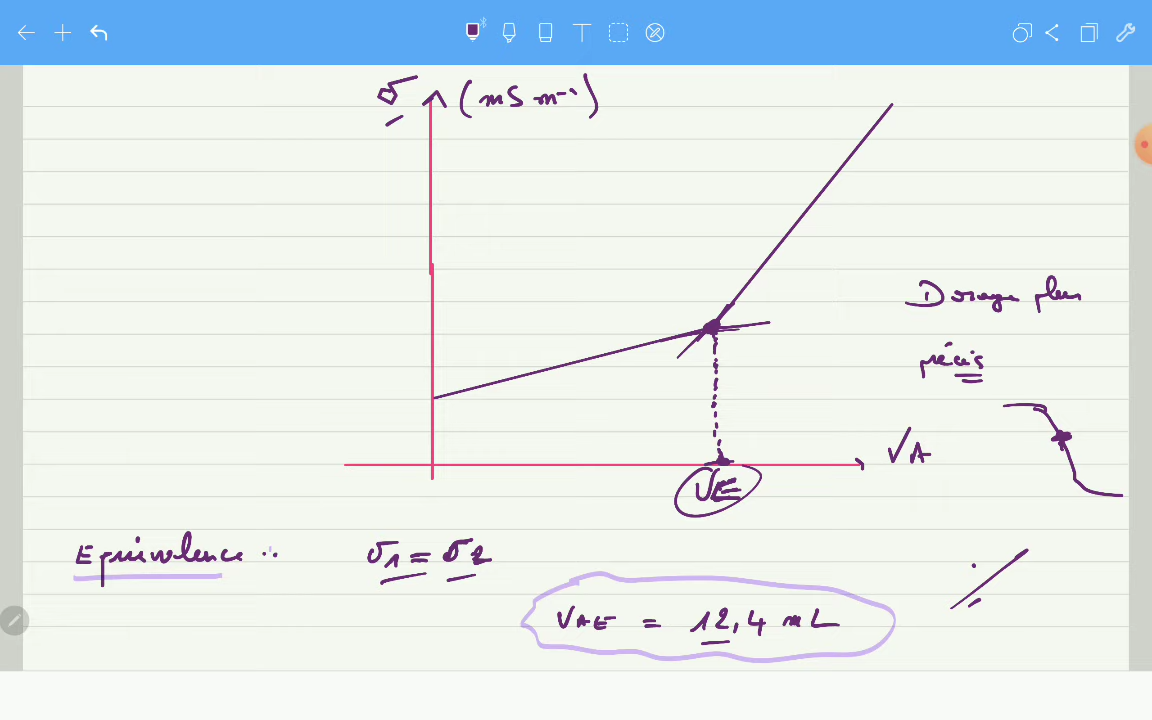 σ (mS m⁻¹)
Dosage plus
précis
VA
VE
Equivalence :
σ1 = σ2
VAE = 12,4 mL